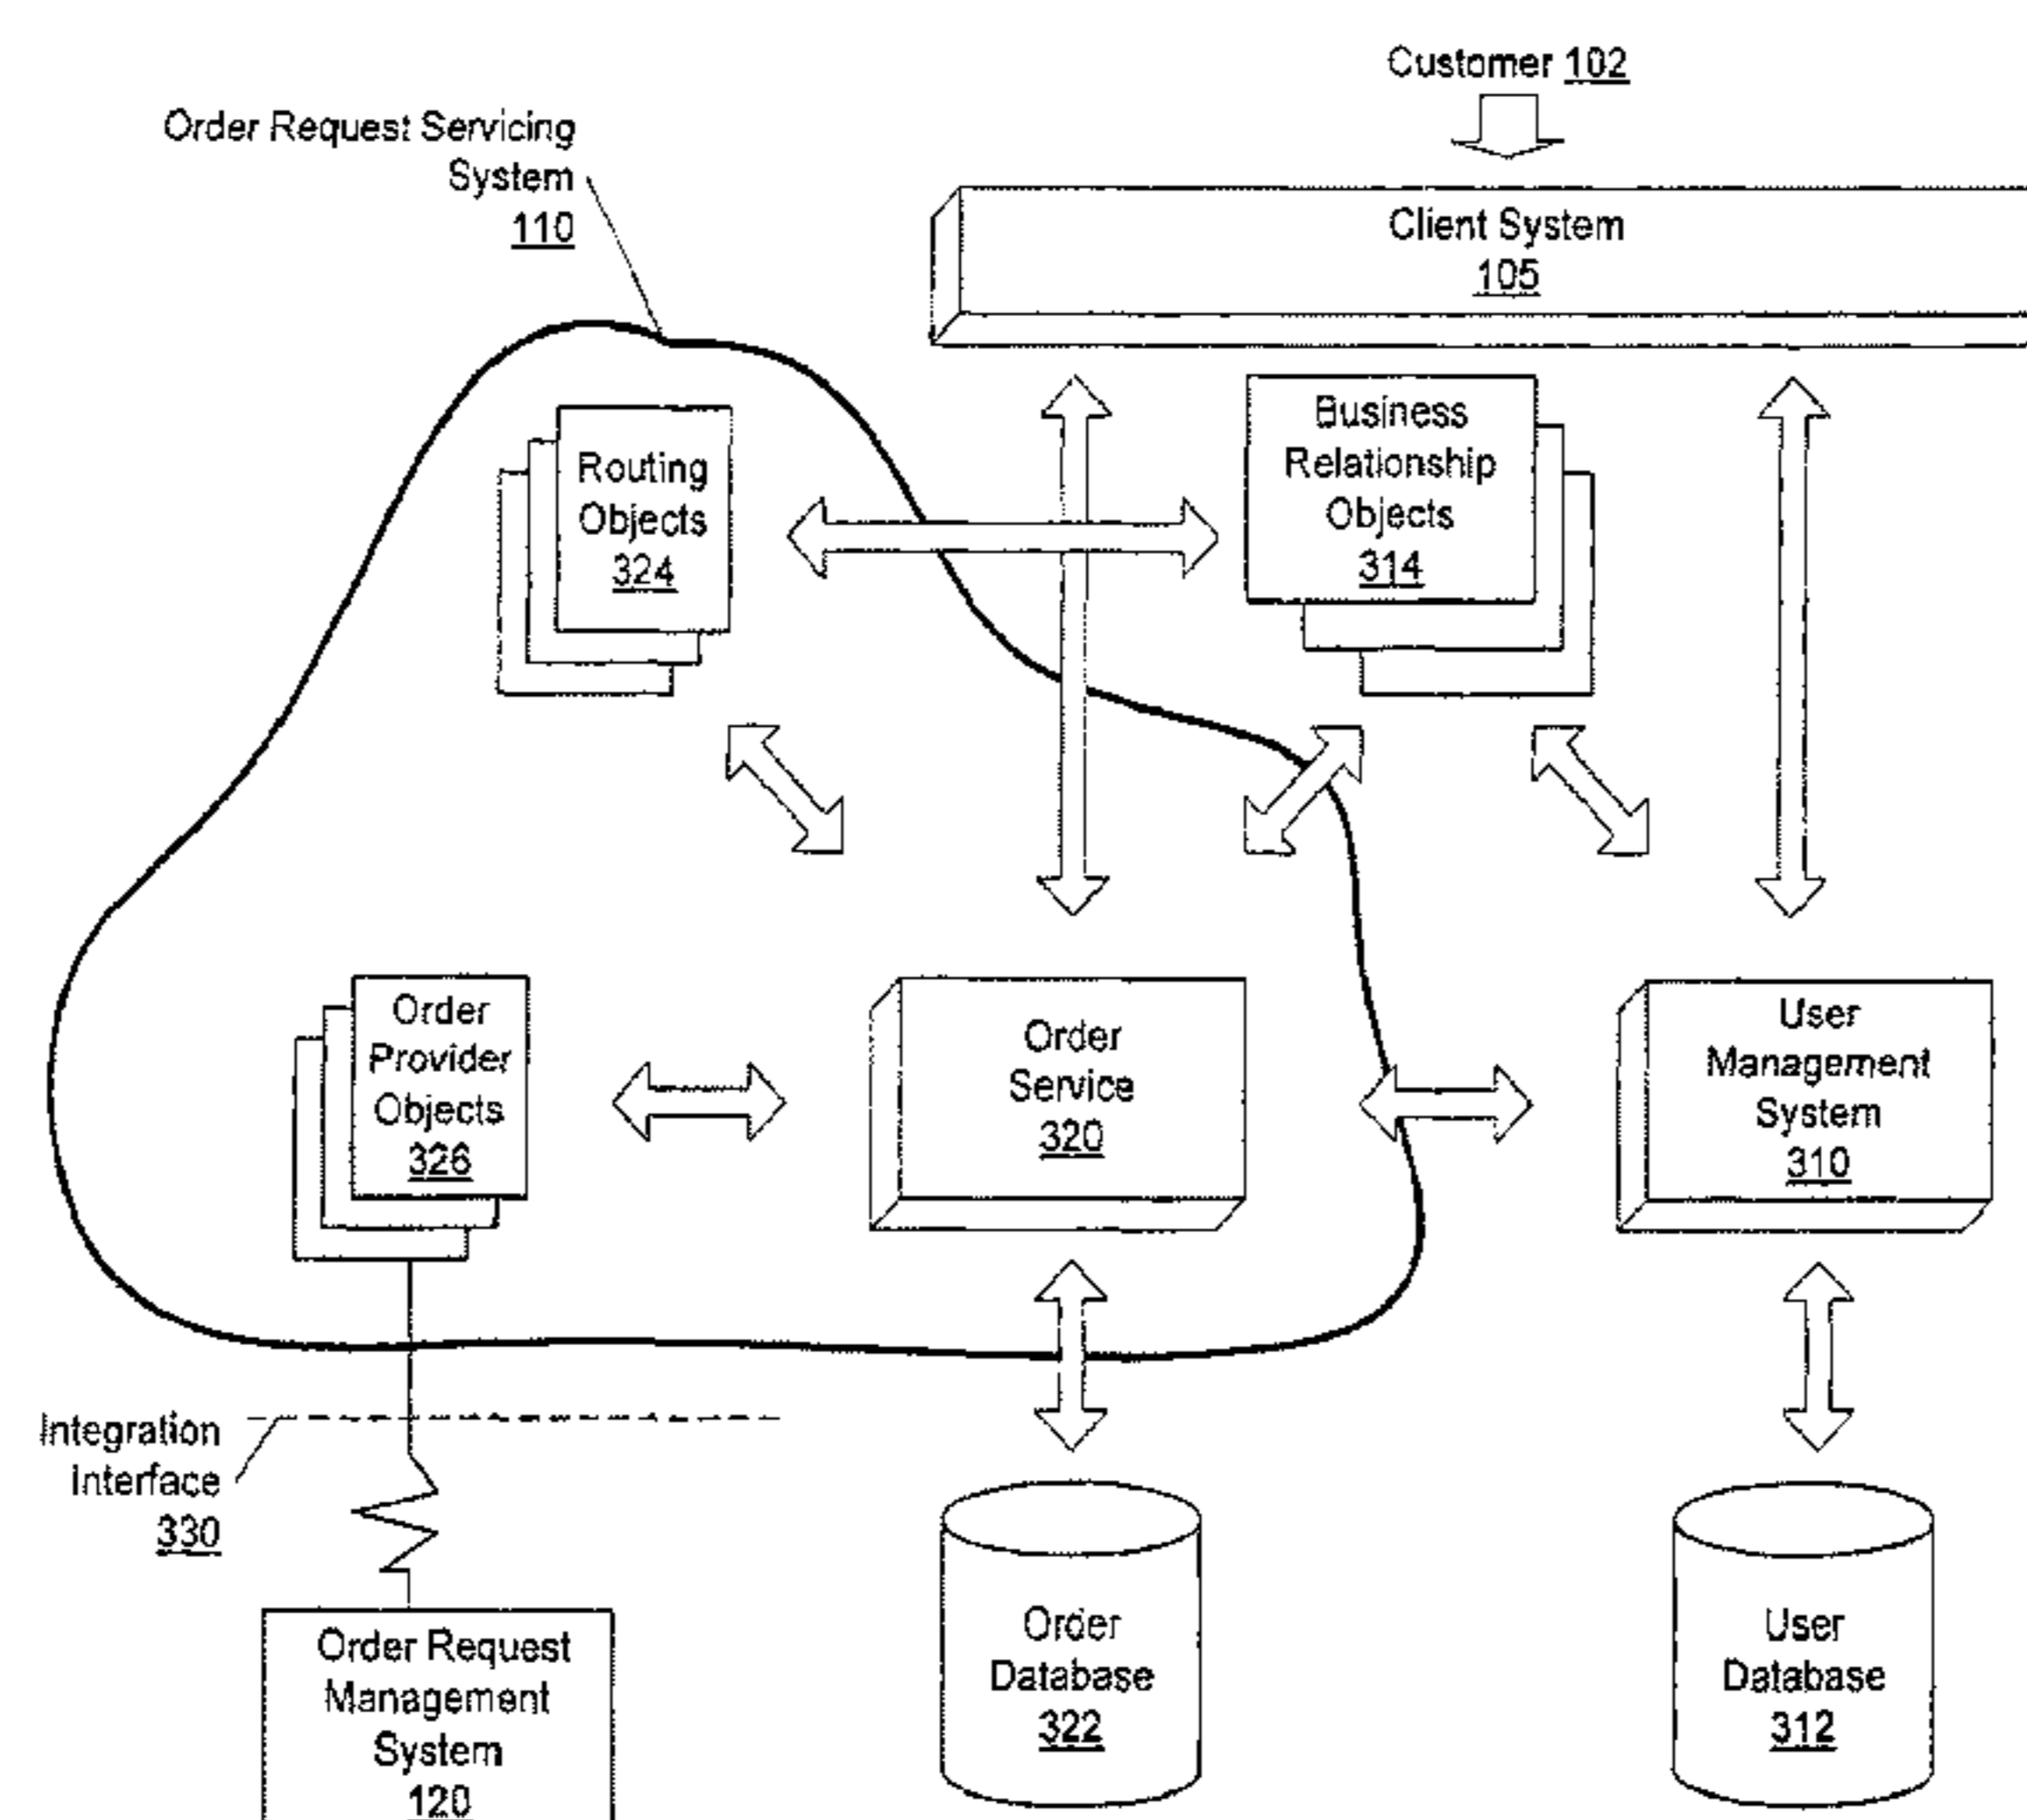 Customer 102
Order Request Servicing
System
110
Client System
105
Routing
Objects
324
Business
Relationship
Objects
314
Order
Provider
Objects
326
Order
Service
320
User
Management
System
310
Integration
Interface
330
Order Request
Management
System
120
Order
Database
322
User
Database
312